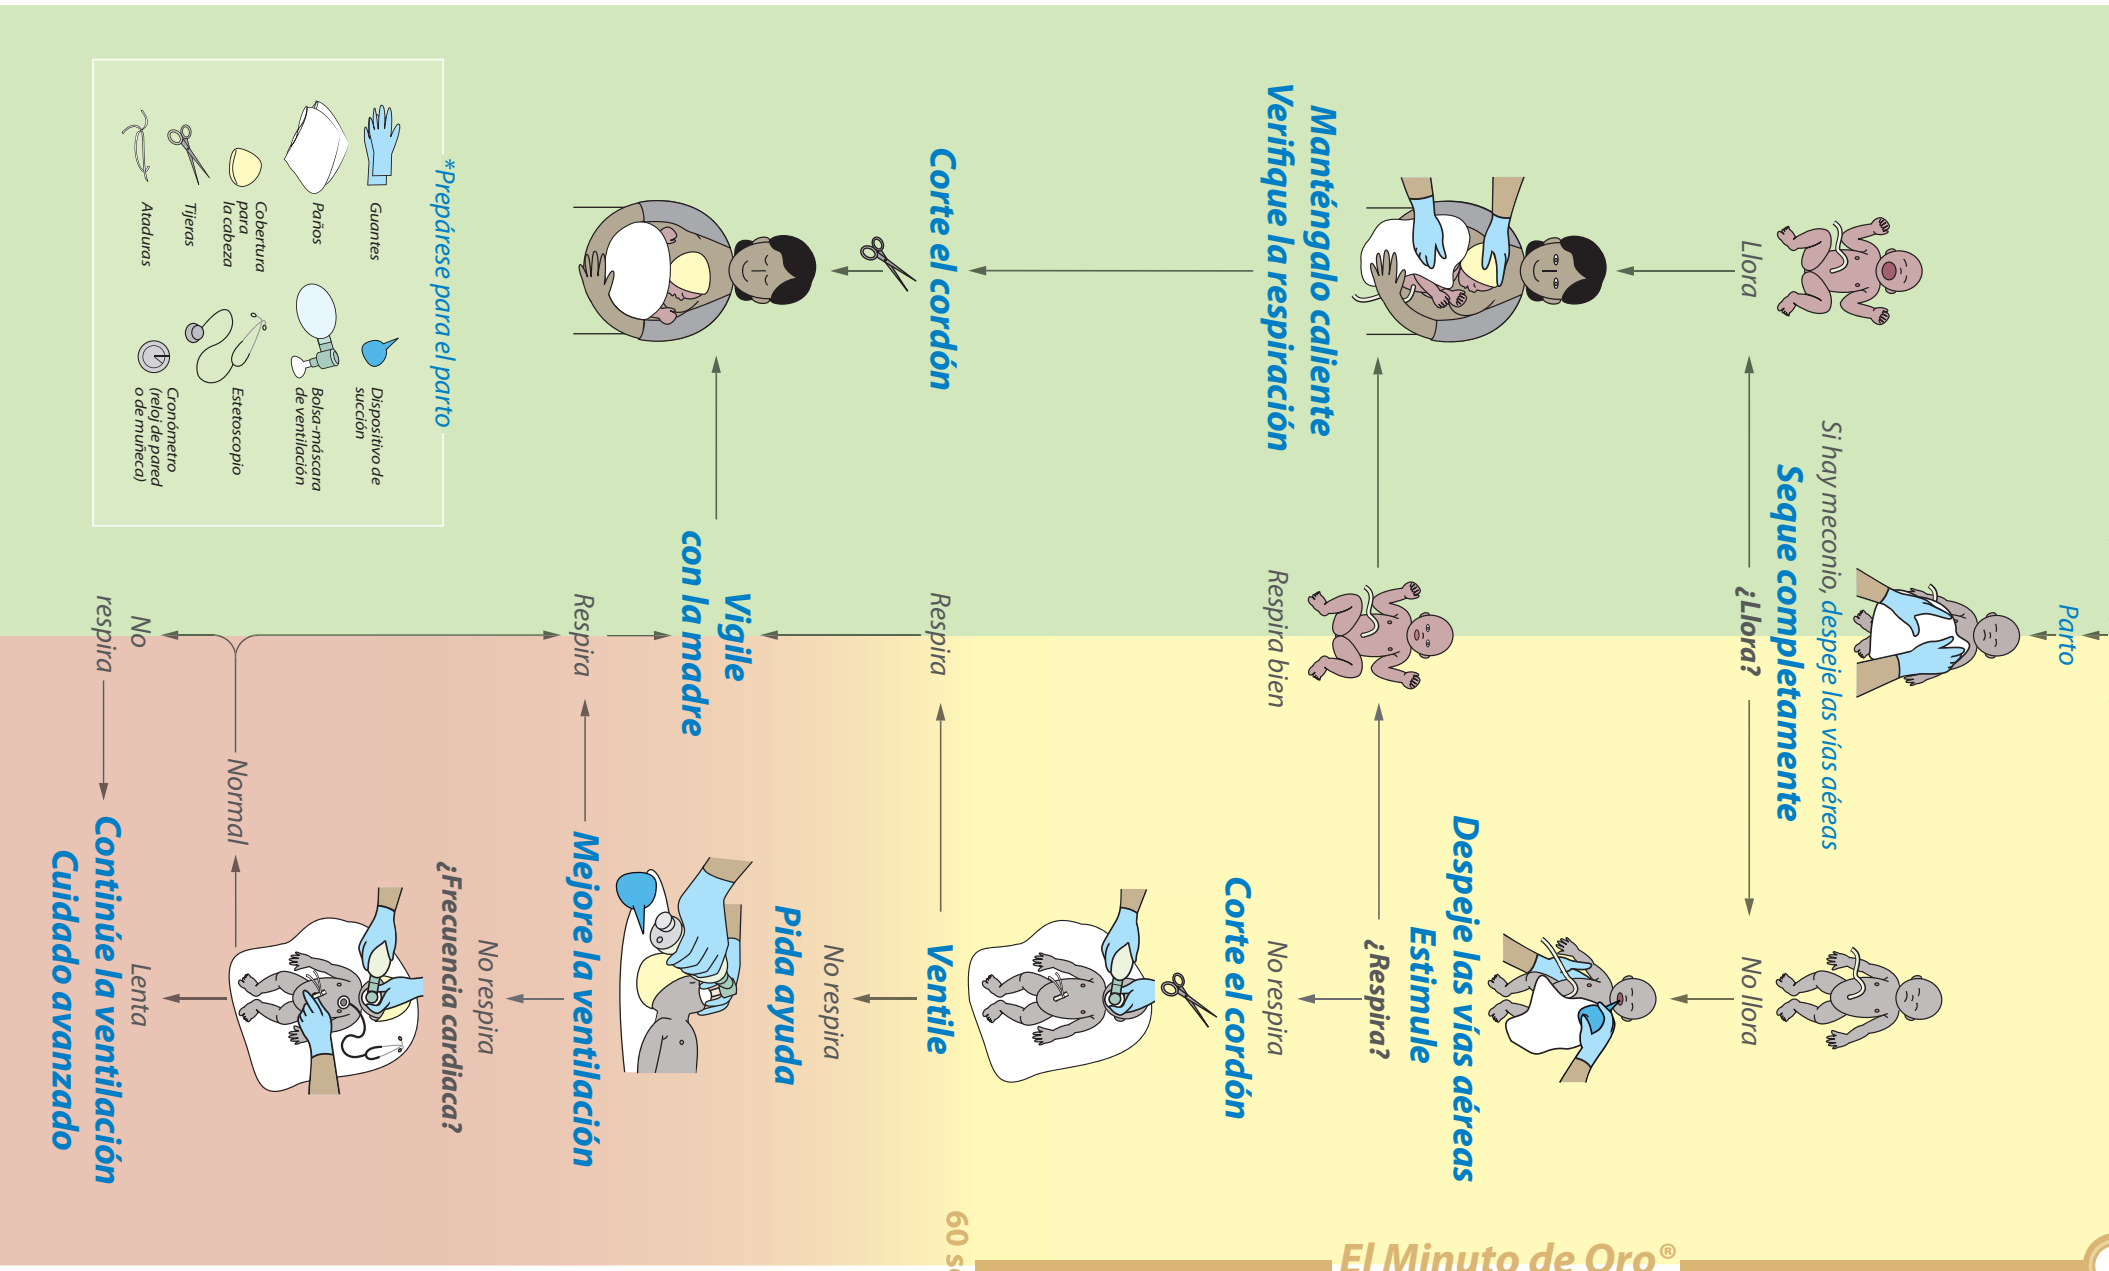 Parto
Si hay meconio, despeje las vías aéreas
Seque completamente
¿Llora?
Llora
No llora
Despeje las vías aéreas
Estimule
¿Respira?
Respira bien
Manténgalo caliente
Verifique la respiración
No respira
Corte el cordón
Corte el cordón
Ventile
Respira
No respira
Pida ayuda
Vigile
con la madre
Mejore la ventilación
Respira
No respira
¿Frecuencia cardiaca?
Normal
No
respira
Lenta
Continúe la ventilación
Cuidado avanzado
*Prepárese para el parto
Guantes
Paños
Cobertura
para
la cabeza
Tijeras
Ataduras
Dispositivo de
succión
Bolsa-máscara
de ventilación
Estetoscopio
Cronómetro
(reloj de pared
o de muñeca)
El Minuto de Oro®
60